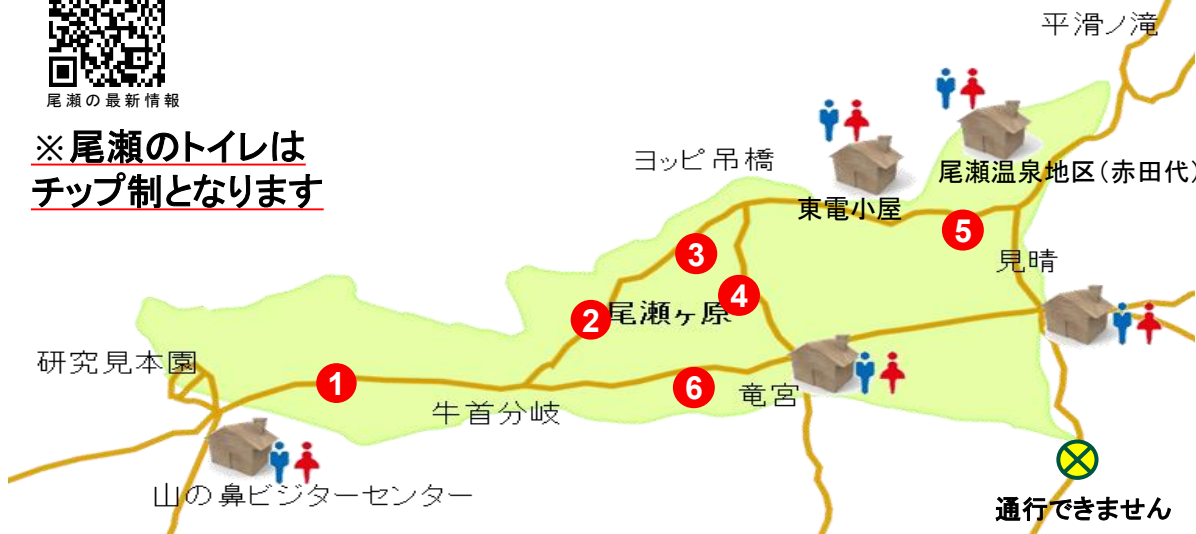 平滑ノ滝
尾瀬の最新情報
※尾瀬のトイレは
チップ制となります
ヨッピ吊橋
尾瀬温泉地区(赤田代)
東電小屋
5
3
見晴
4
2
尾瀬ヶ原
研究見本園
1
6
竜宮
牛首分岐
山の鼻ビジターセンター
通行できません